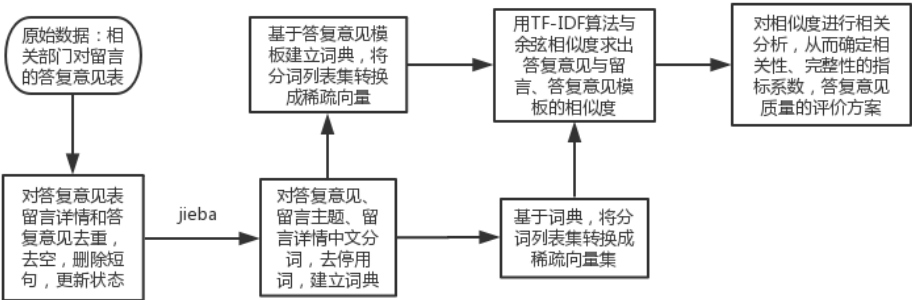 原始数据：相
关部门对留言
的答复意见表
对答复意见表
留言详情和答
复意见去重，
去空，删除短
句，更新状态
jieba
对答复意见、
留言主题、留
言详情中文分
词，去停用
词，建立词典
基于答复意见模
板建立词典，将
分词列表集转换
成稀疏向量
基于词典，将分
词列表集转换成
稀疏向量集
用TF-IDF算法与
余弦相似度求出
答复意见与留
言、答复意见模
板的相似度
对相似度进行相关
分析，从而确定相
关性、完整性的指
标系数，答复意见
质量的评价方案